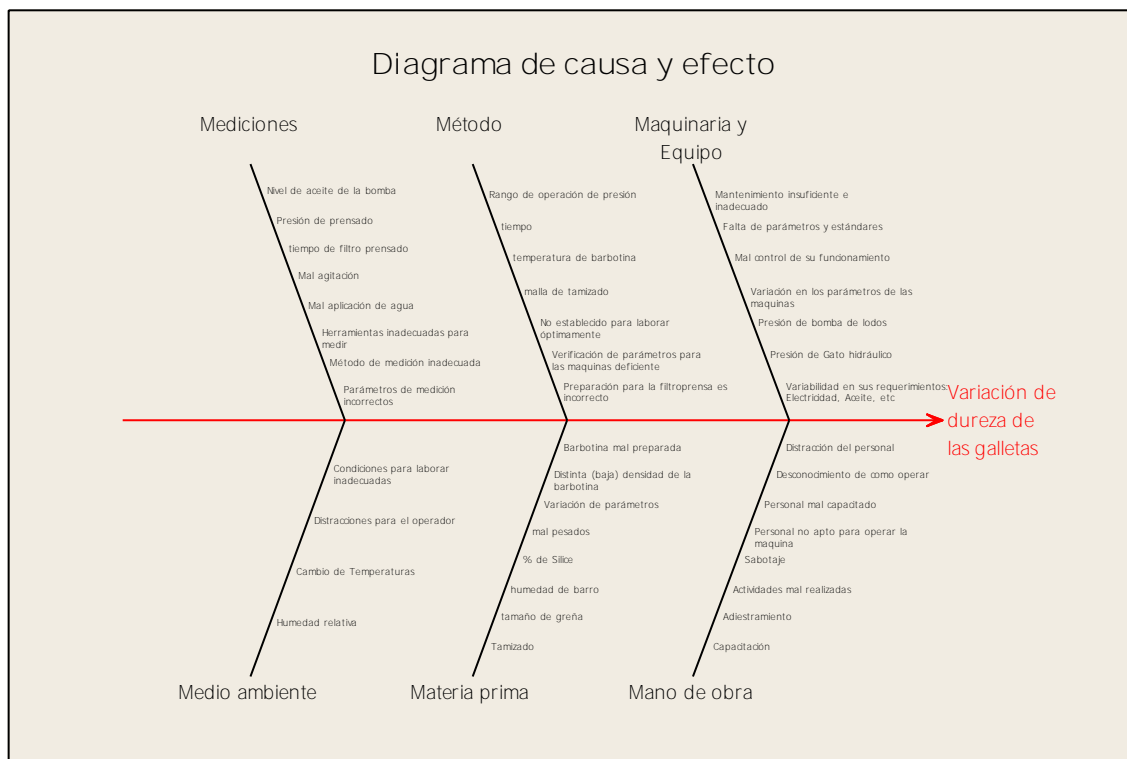 Diagrama de causa y efecto
Mediciones
Método
Maquinaria y
Equipo
Nivel de aceite de la bomba
Presión de prensado
tiempo de filtro prensado
Mal agitación
Mal aplicación de agua
Herramientas inadecuadas para
medir
Método de medición inadecuada
Parámetros de medición
incorrectos
Rango de operación de presión
tiempo
temperatura de barbotina
malla de tamizado
No establecido para laborar
óptimamente
Verificación de parámetros para
las maquinas deficiente
Preparación para la filtroprensa es
incorrecto
Mantenimiento insuficiente e
inadecuado
Falta de parámetros y estándares
Mal control de su funcionamiento
Variación en los parámetros de las
maquinas
Presión de bomba de lodos
Presión de Gato hidráulico
Variabilidad en sus requerimientos:
Electricidad, Aceite, etc
Variación de
dureza de
las galletas
Condiciones para laborar
inadecuadas
Distracciones para el operador
Cambio de Temperaturas
Humedad relativa
Barbotina mal preparada
Distinta (baja) densidad de la
barbotina
Variación de parámetros
mal pesados
% de Silice
humedad de barro
tamaño de greña
Tamizado
Distracción del personal
Desconocimiento de como operar
Personal mal capacitado
Personal no apto para operar la
maquina
Sabotaje
Actividades mal realizadas
Adiestramiento
Capacitación
Medio ambiente
Materia prima
Mano de obra